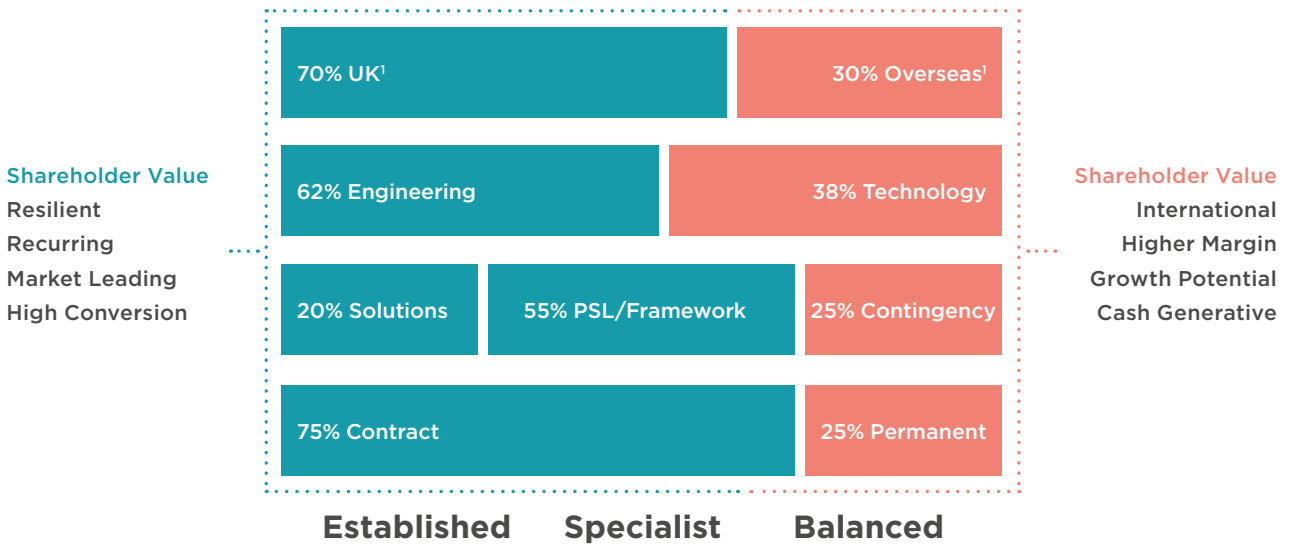 70% UK¹
30% Overseas¹
Shareholder Value
Resilient
Recurring
Market Leading
High Conversion
62% Engineering
38% Technology
20% Solutions
55% PSL/Framework
25% Contingency
75% Contract
25% Permanent
Shareholder Value
International
Higher Margin
Growth Potential
Cash Generative
Established
Specialist
Balanced